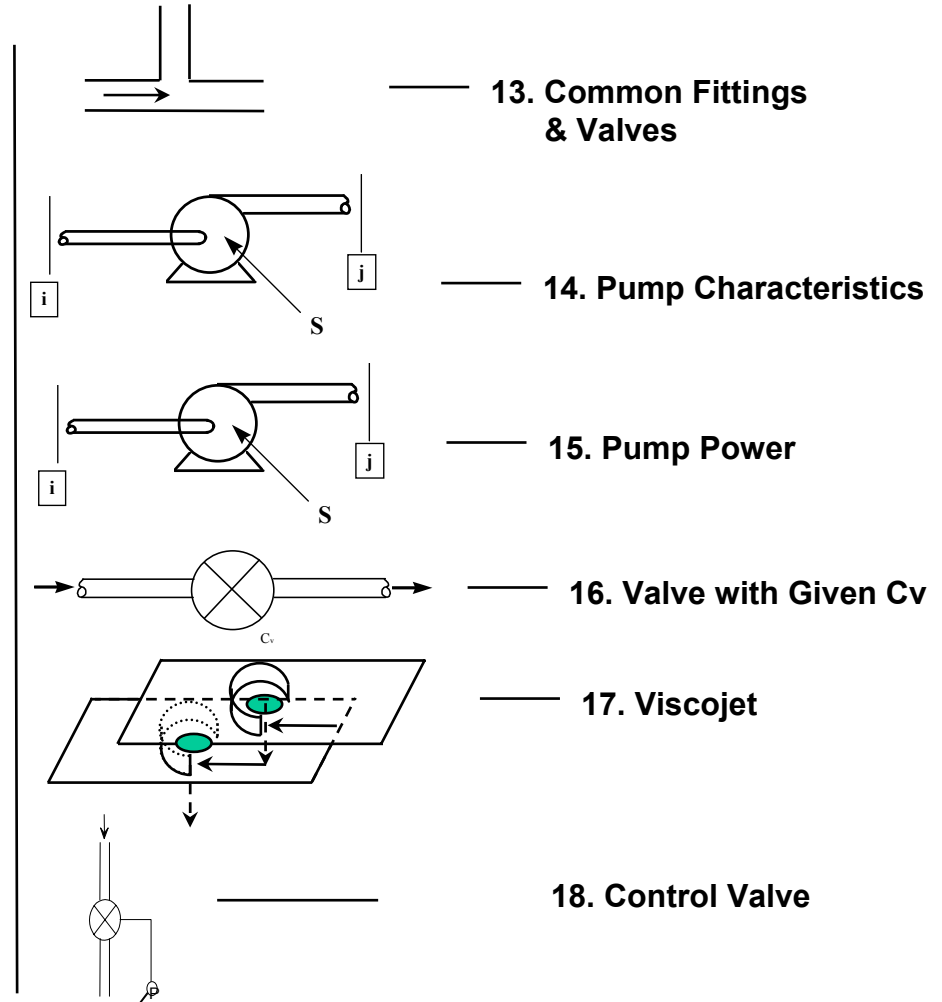 13. Common Fittings
& Valves
i
j
S
14. Pump Characteristics
i
j
S
15. Pump Power
Cv
16. Valve with Given Cv
17. Viscojet
18. Control Valve
P